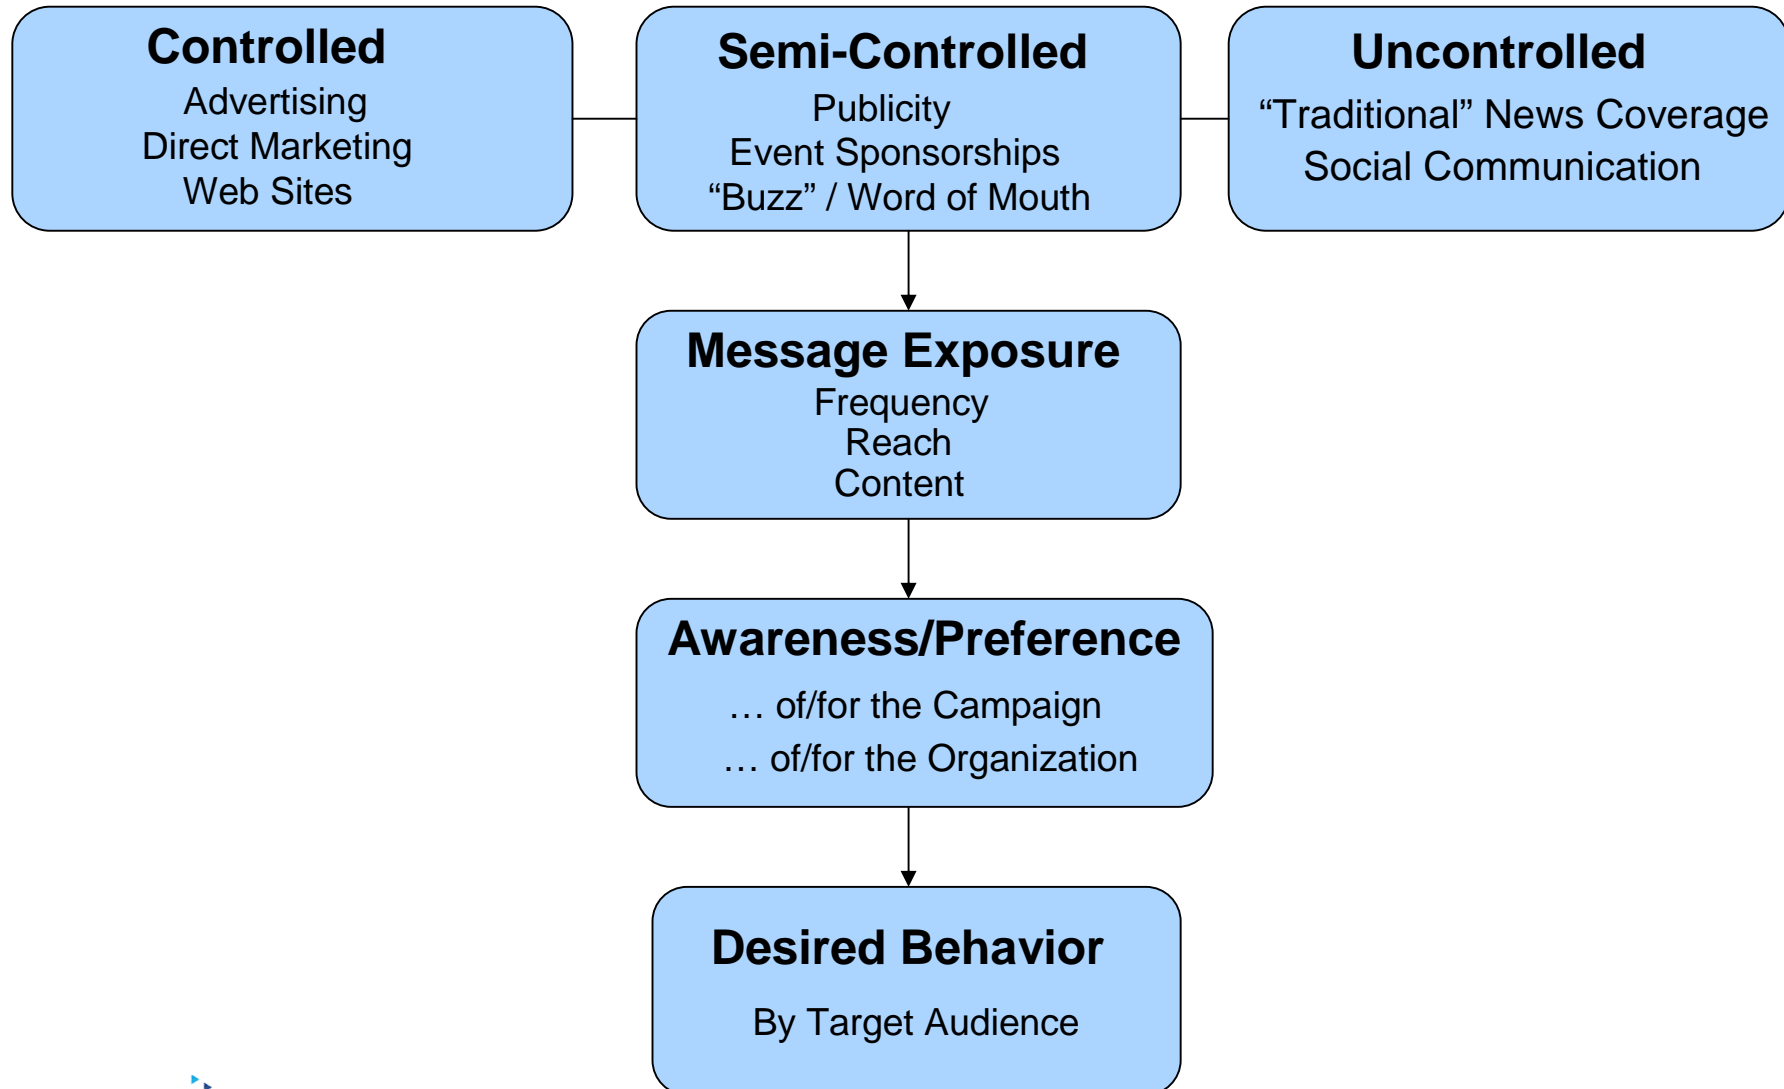 Controlled
Advertising
Direct Marketing
Web Sites
Semi-Controlled
Publicity
Event Sponsorships
“Buzz” / Word of Mouth
Uncontrolled
“Traditional” News Coverage
Social Communication
Message Exposure
Frequency
Reach
Content
Awareness/Preference
… of/for the Campaign
… of/for the Organization
Desired Behavior
By Target Audience